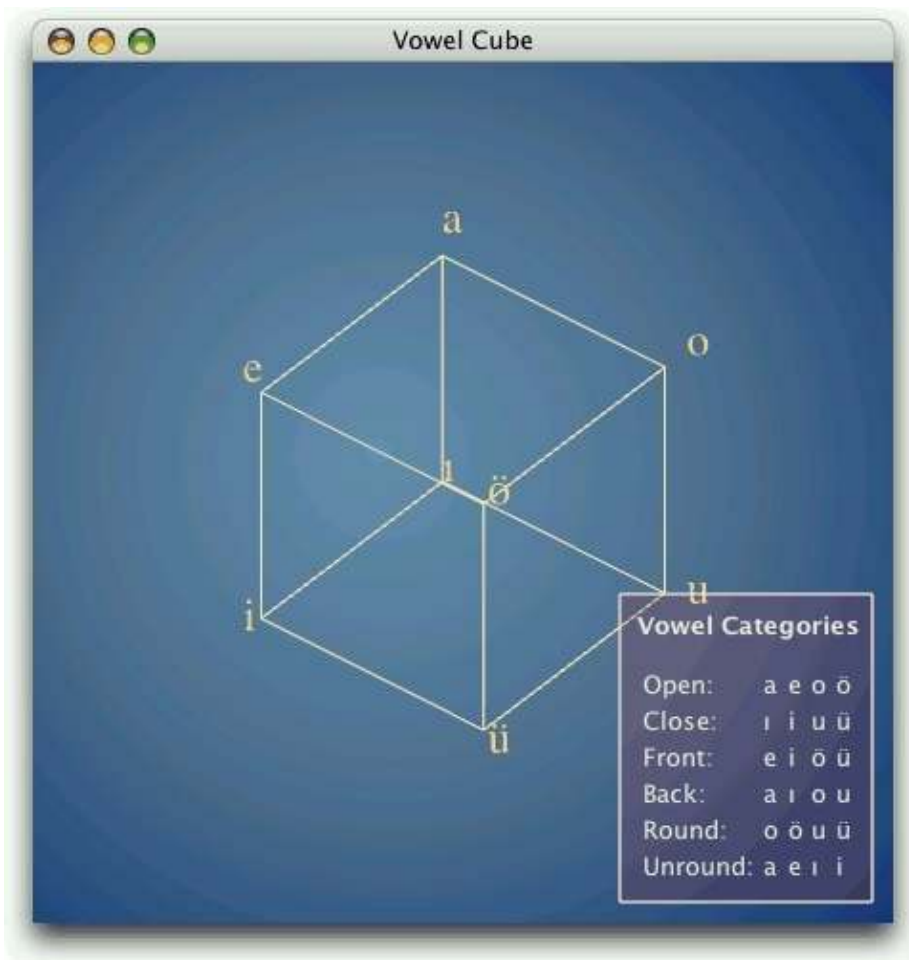 Vowel Cube
a
o
e
ı
ö
u
i
ü
Vowel Categories
Open: a e o ö
Close: ı i u ü
Front: e i ö ü
Back: a ı o u
Round: o ö u ü
Unround: a e ı i